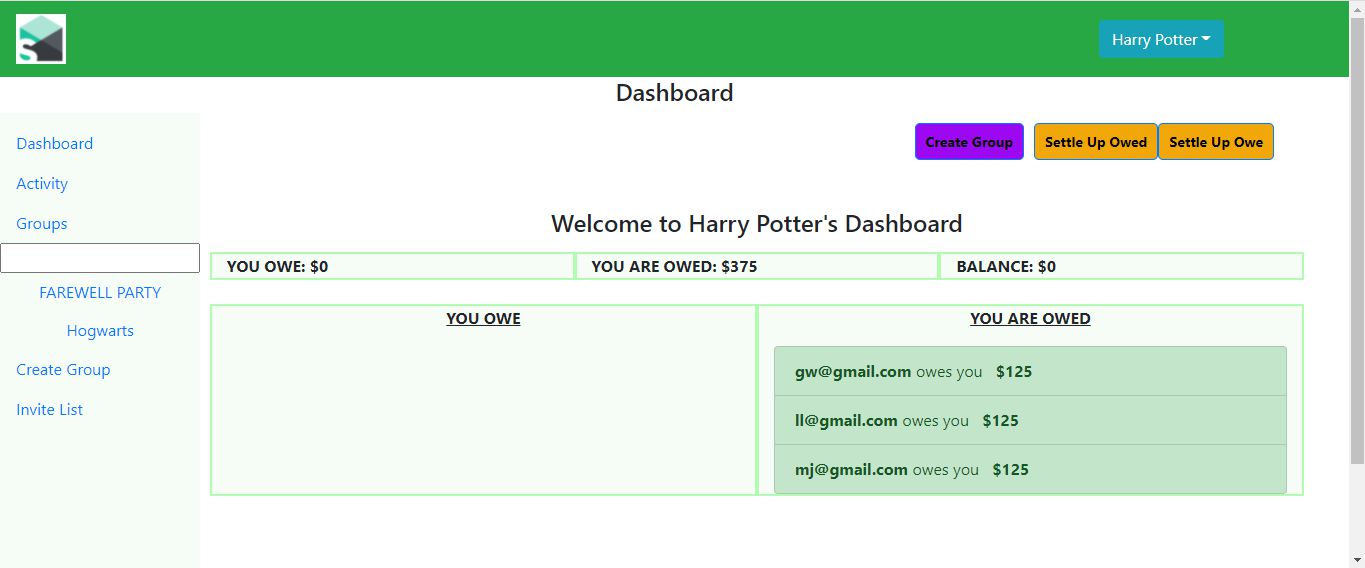 S
Harry Potter
Dashboard
Dashboard
Activity
Groups
FAREWELL PARTY
Hogwarts
Create Group
Invite List
Create Group Settle Up Owed Settle Up Owe
Welcome to Harry Potter's Dashboard
YOU OWE: $0 YOU ARE OWED: $375 BALANCE: $0
YOU OWE
YOU ARE OWED
gw@gmail.com owes you $125
ll@gmail.com owes you $125
mj@gmail.com owes you $125